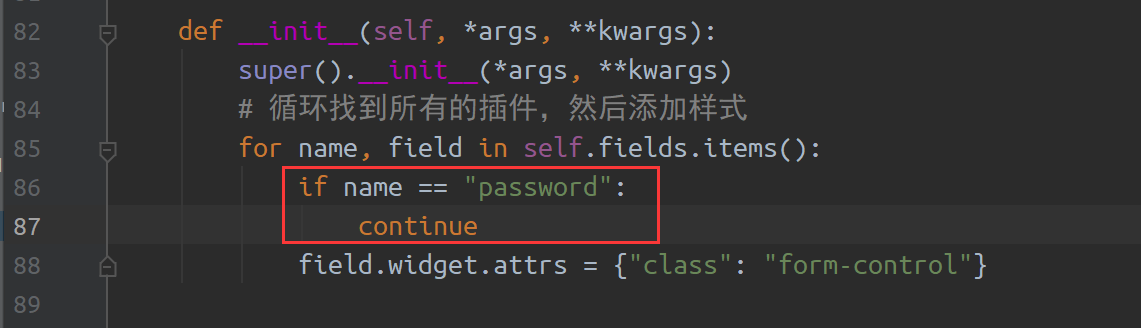 82 def __init__(self, *args, **kwargs):
83 super().__init__(*args, **kwargs)
84 # 循环找到所有的插件，然后添加样式
85 for name, field in self.fields.items():
86 if name == "password":
87 continue
88 field.widget.attrs = {"class": "form-control"}
89